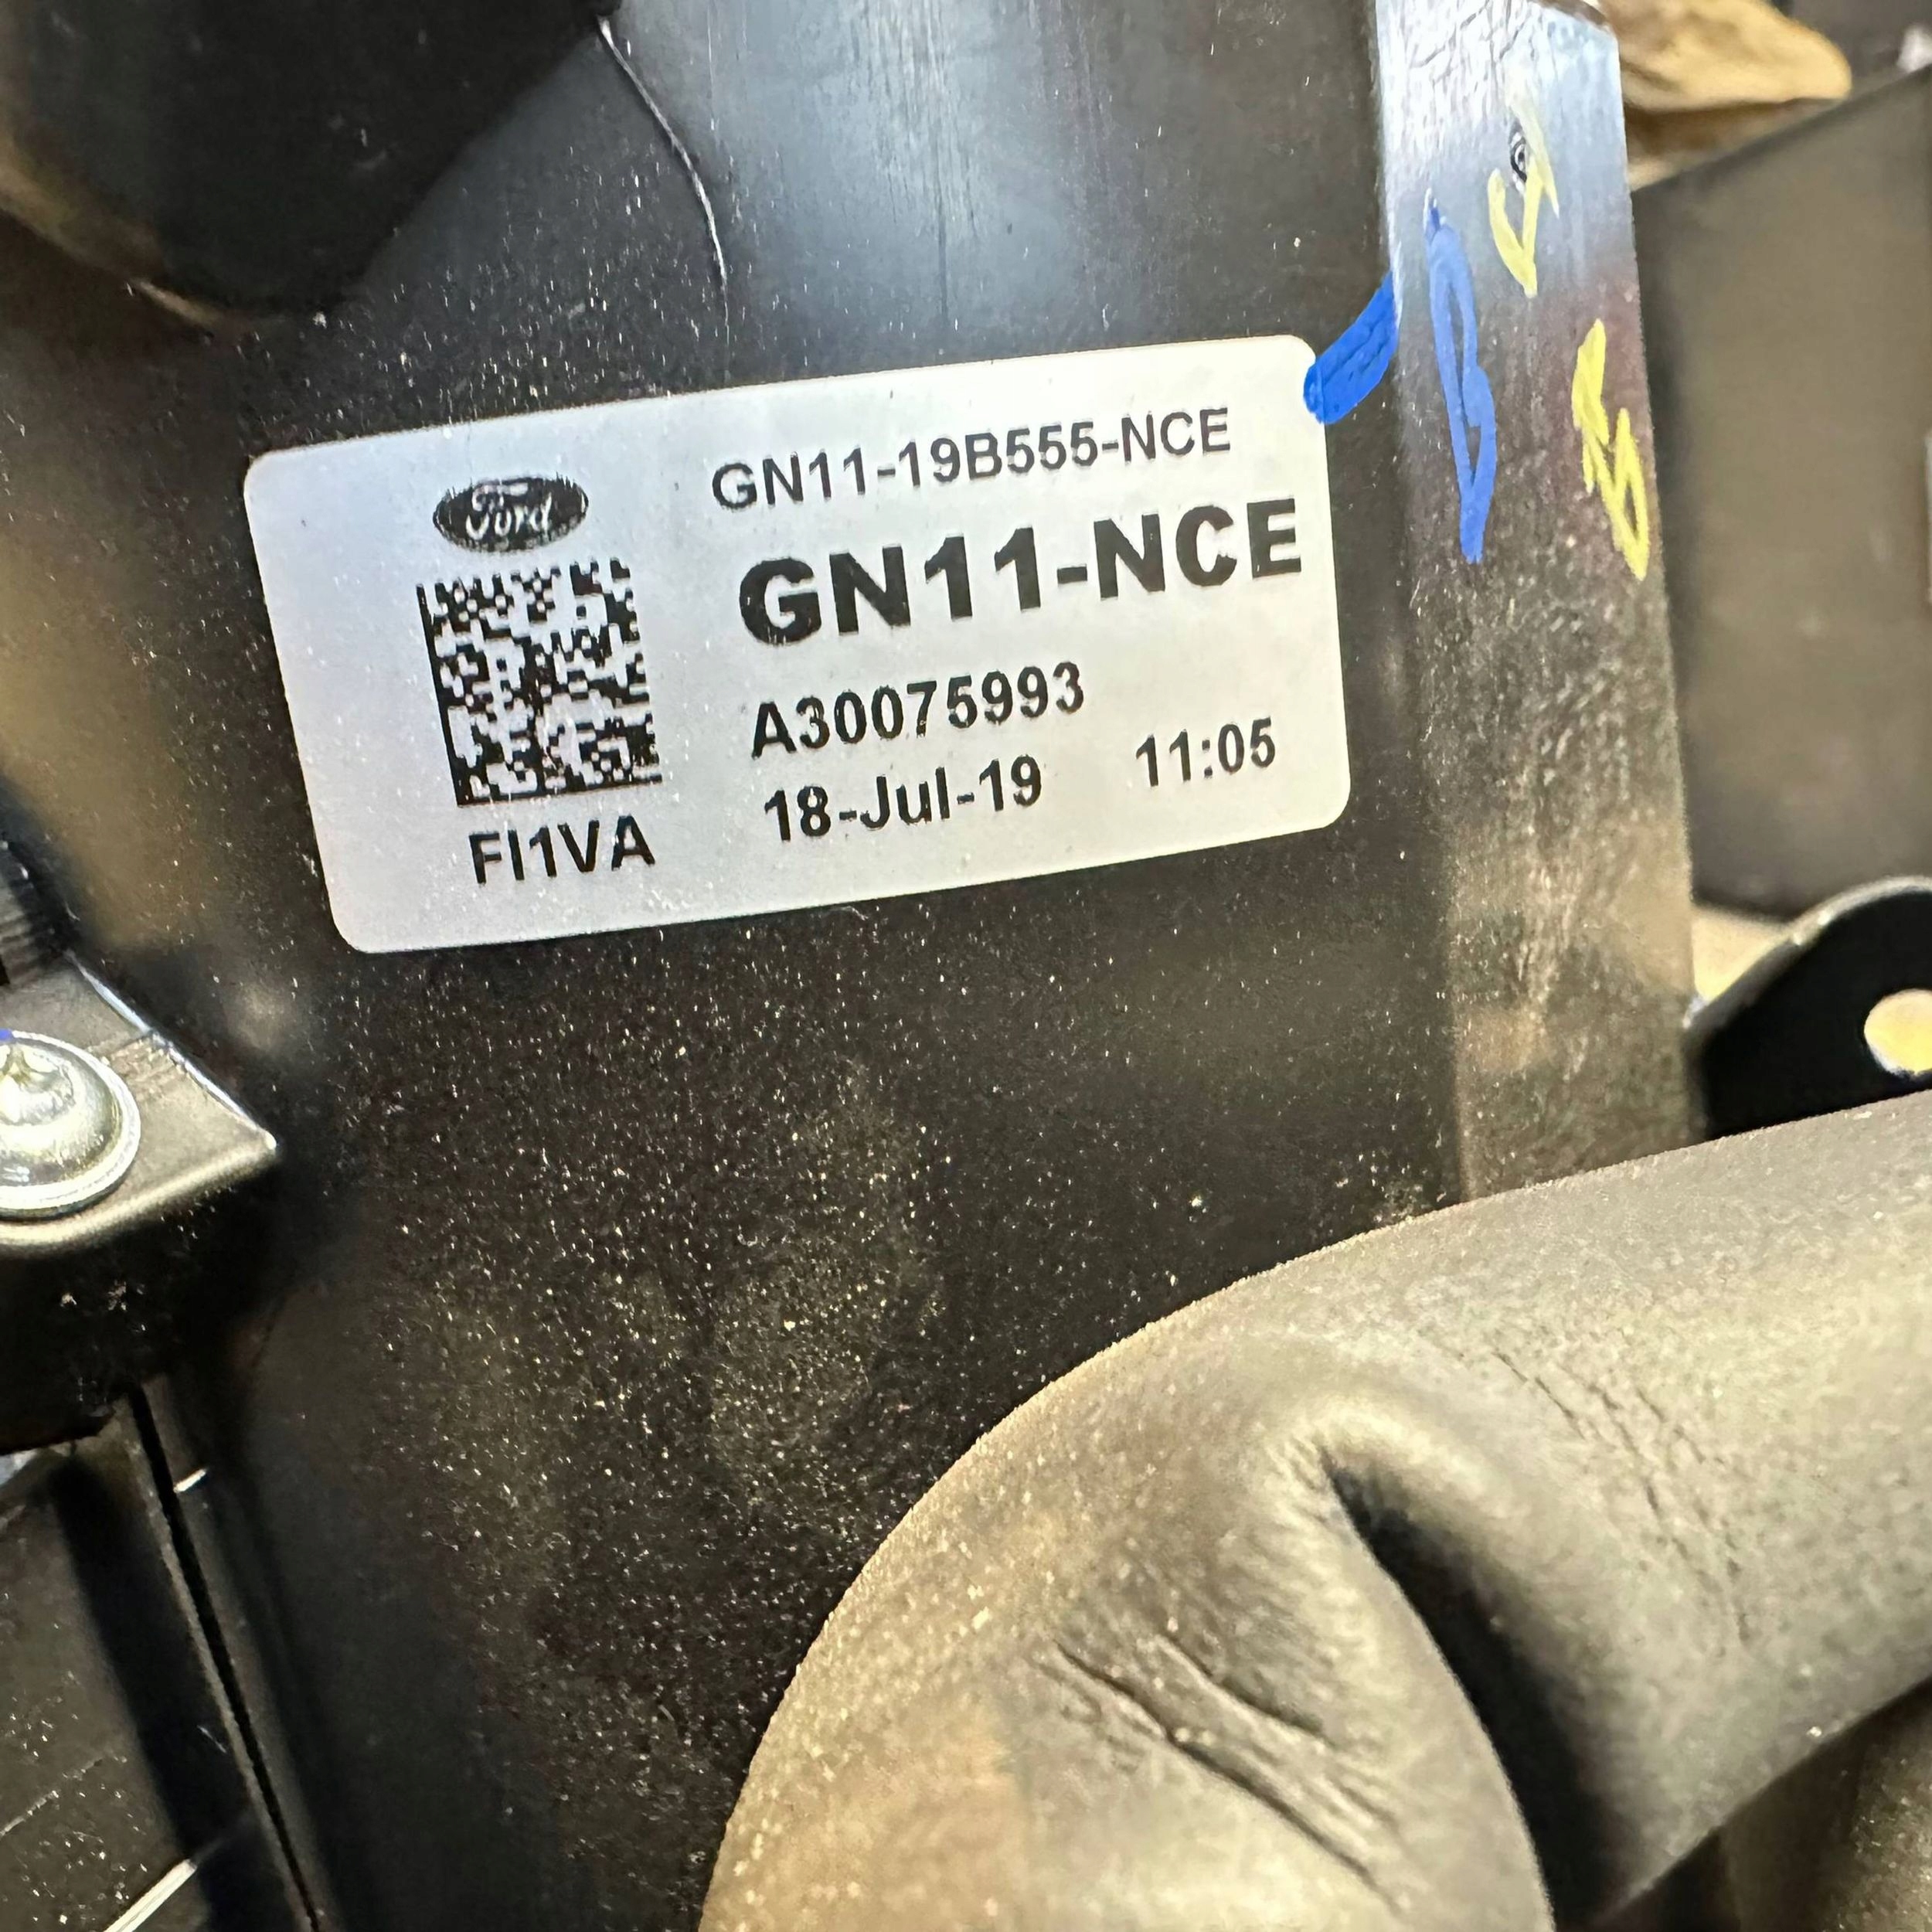 Ford
GN11-19B555-NCE
GN11-NCE
A30075993
18-Jul-19 11:05
FI1VA